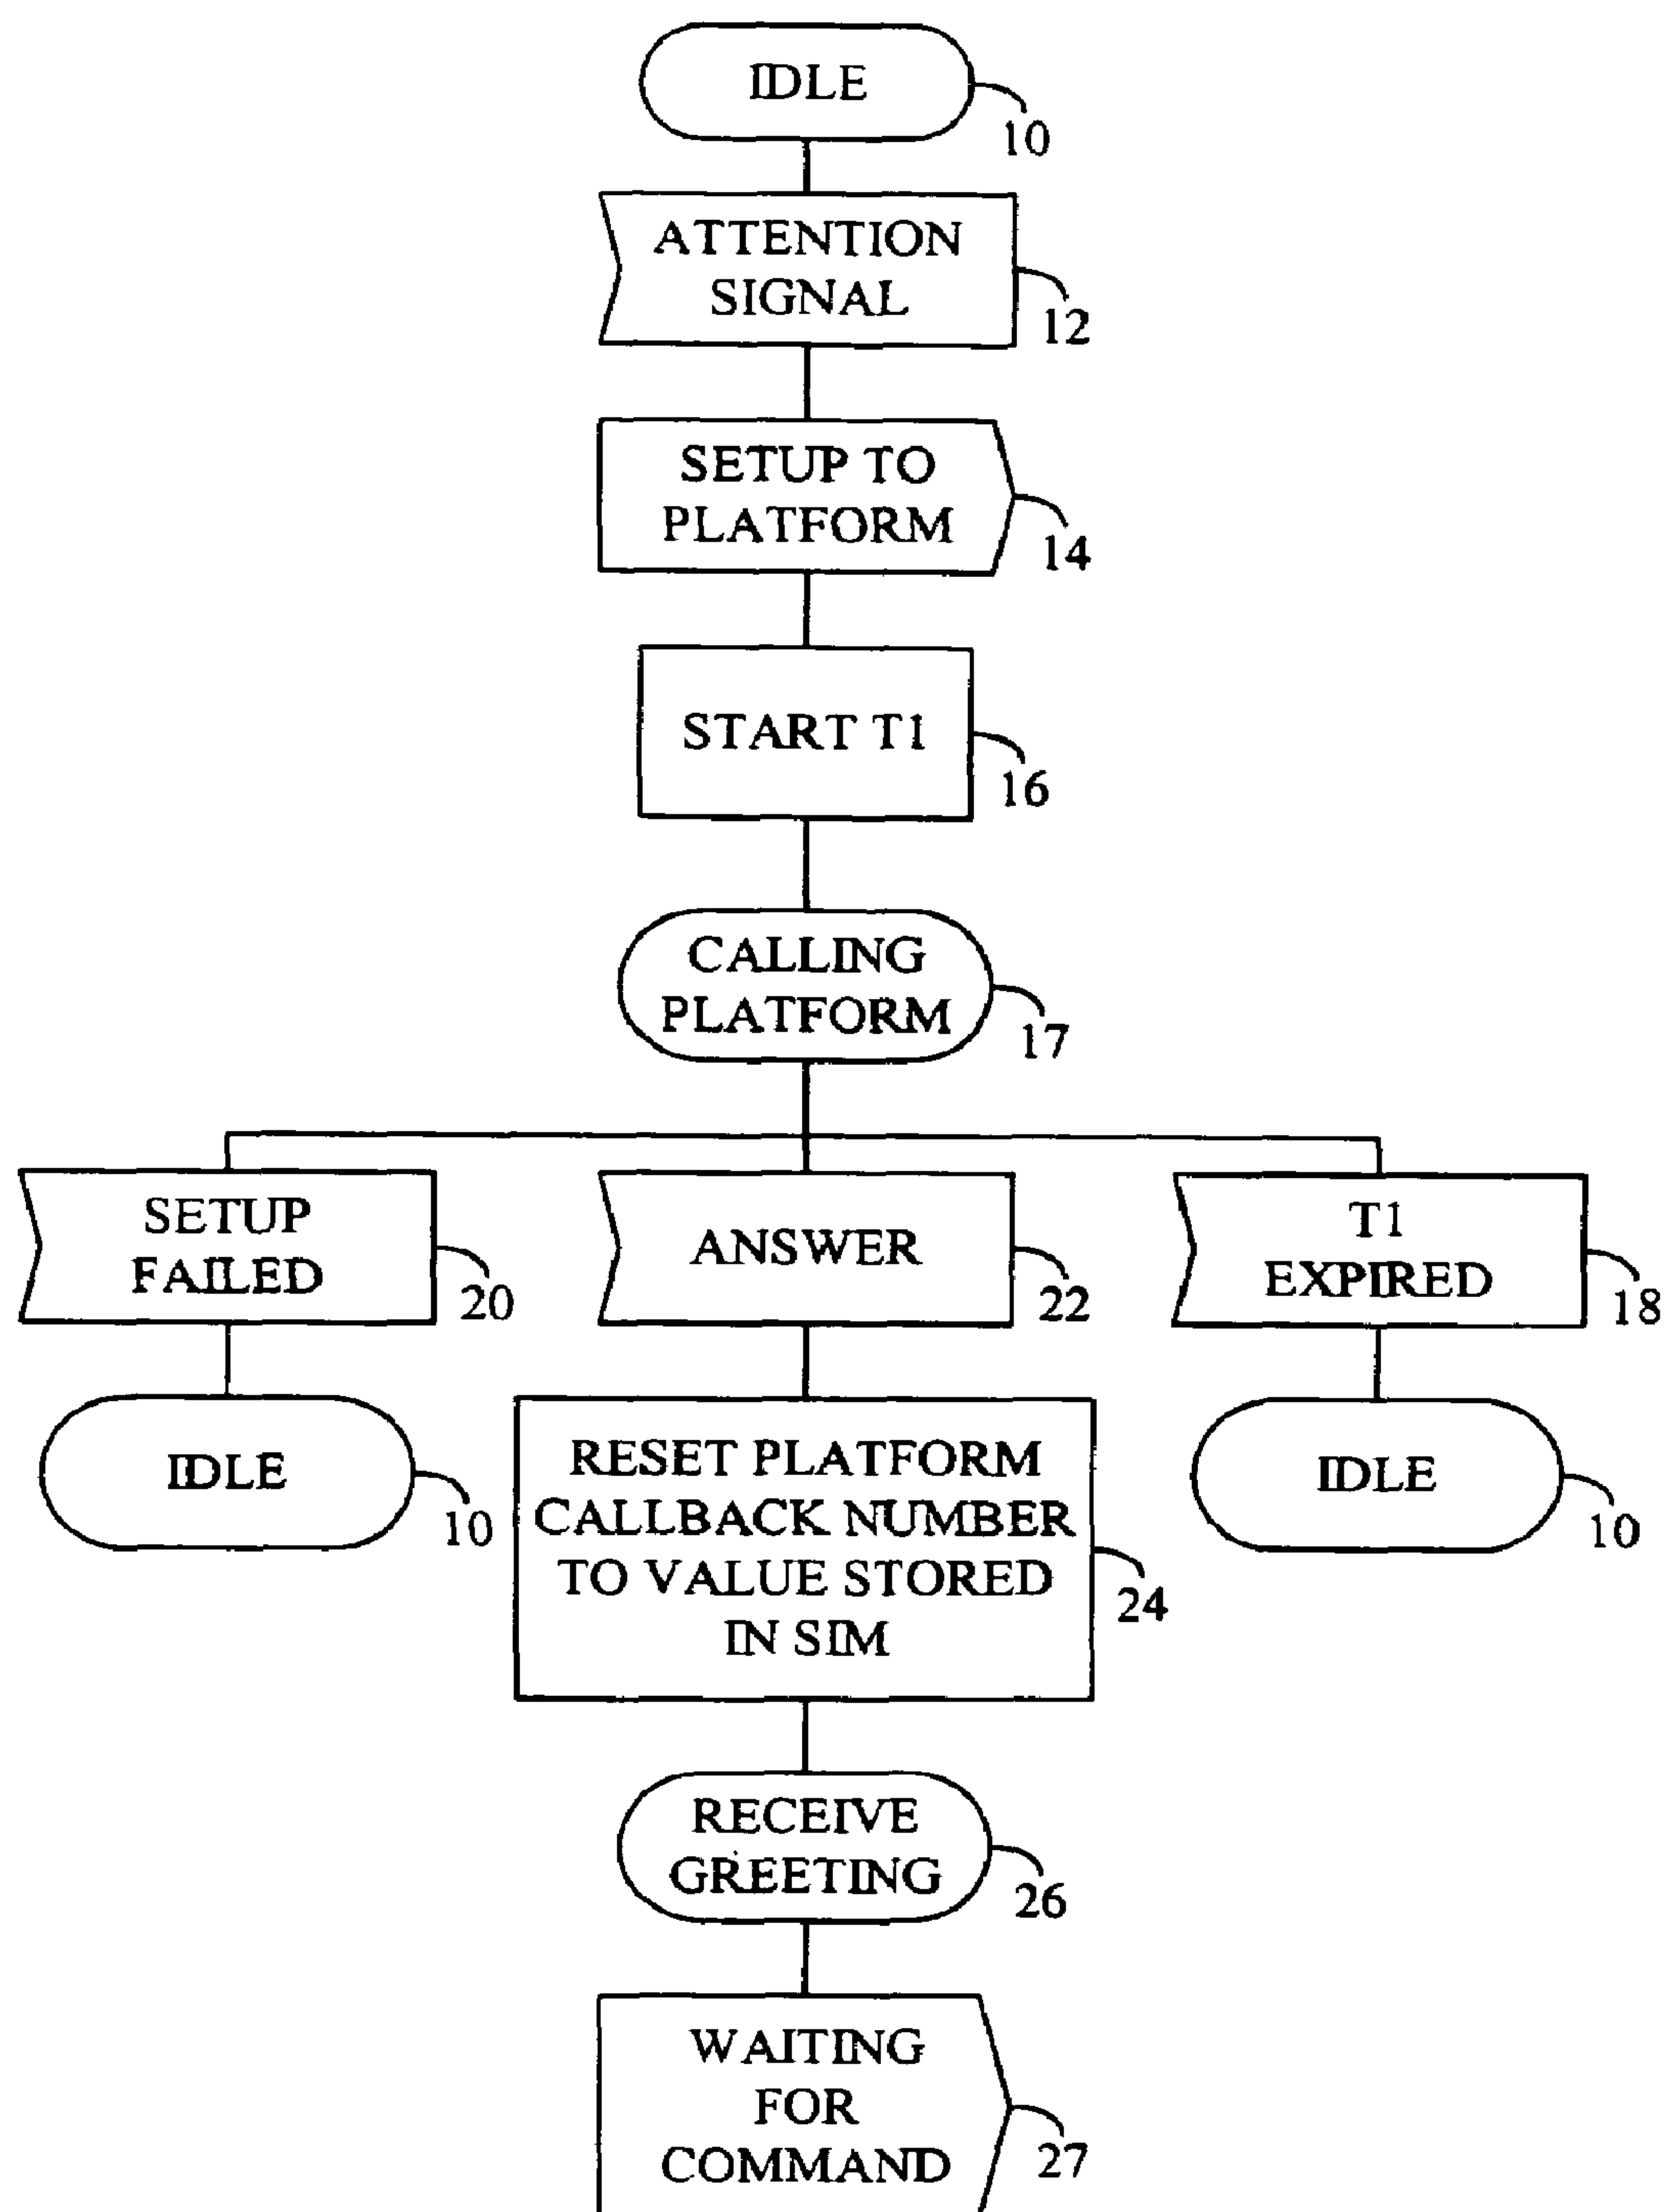 IDLE
10
ATTENTION
SIGNAL
12
SETUP TO
PLATFORM
14
START T1
16
CALLING
PLATFORM
17
SETUP
FAILED
20
ANSWER
22
T1
EXPIRED
18
IDLE
10
RESET PLATFORM
CALLBACK NUMBER
TO VALUE STORED
IN SIM
24
IDLE
10
RECEIVE
GREETING
26
WAITING
FOR
COMMAND
27